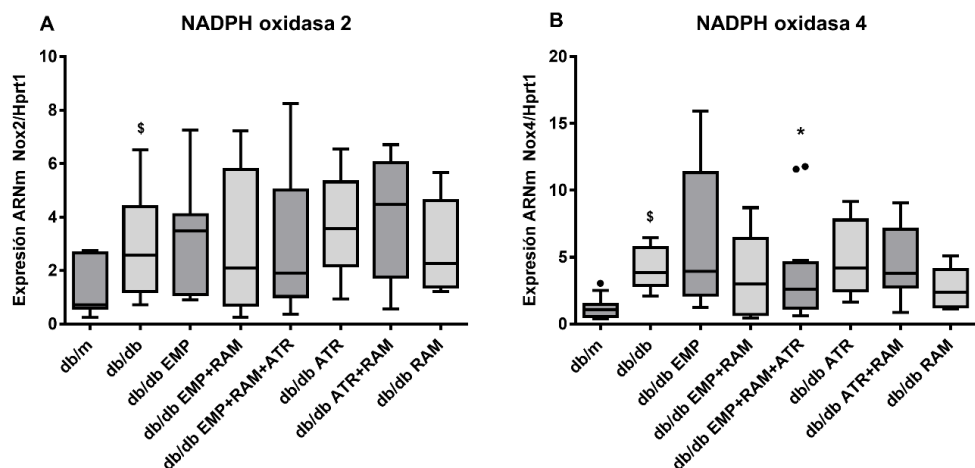 A
NADPH oxidasa 2
Expresión ARNm Nox2/Hprt1
10
8
6
4
2
0
$
db/m
db/db
db/db EMP
db/db EMP+RAM
db/db EMP+RAM+ATR
db/db ATR
db/db ATR+RAM
db/db RAM
B
NADPH oxidasa 4
Expresión ARNm Nox4/Hprt1
20
15
10
5
0
$
*
db/m
db/db
db/db EMP
db/db EMP+RAM
db/db EMP+RAM+ATR
db/db ATR
db/db ATR+RAM
db/db RAM